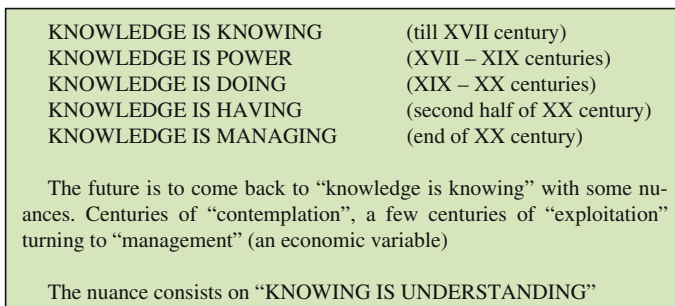 KNOWLEDGE IS KNOWING (till XVII century)
KNOWLEDGE IS POWER (XVII – XIX centuries)
KNOWLEDGE IS DOING (XIX – XX centuries)
KNOWLEDGE IS HAVING (second half of XX century)
KNOWLEDGE IS MANAGING (end of XX century)
The future is to come back to “knowledge is knowing” with some nu-
ances. Centuries of “contemplation”, a few centuries of “exploitation”
turning to “management” (an economic variable)
The nuance consists on “KNOWING IS UNDERSTANDING”